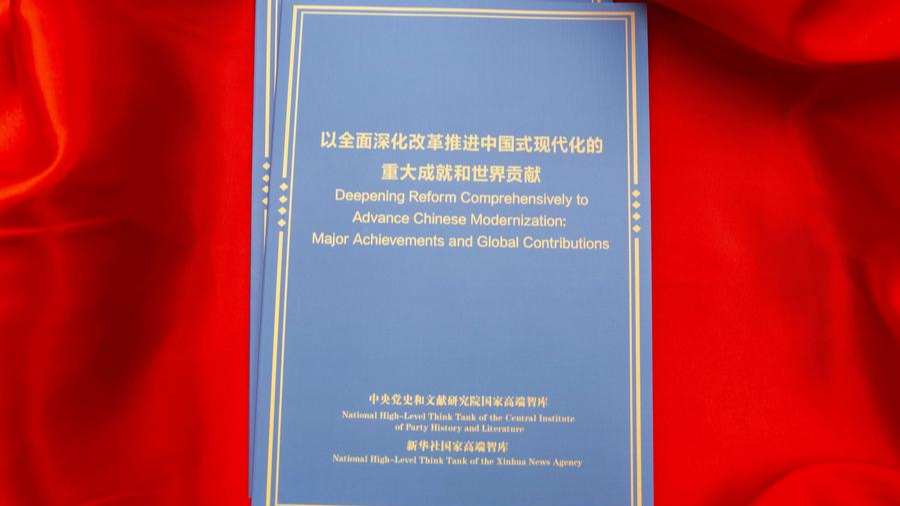 以全面深化改革推进中国式现代化的
重大成就和世界贡献
Deepening Reform Comprehensively to
Advance Chinese Modernization:
Major Achievements and Global Contributions
中央党史和文献研究院国家高端智库
National High-Level Think Tank of the Central Institute
of Party History and Literature
新华社国家高端智库
National High-Level Think Tank of the Xinhua News Agency